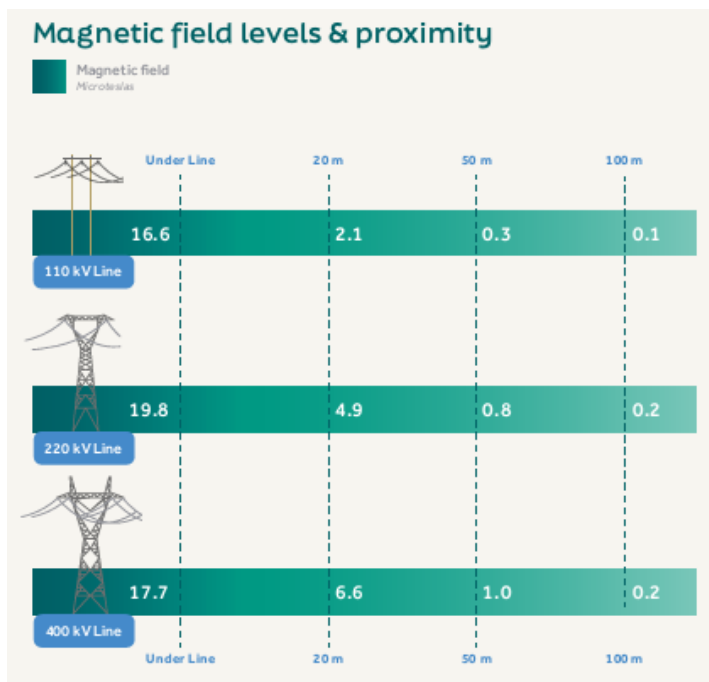 Magnetic field levels & proximity
Magnetic field
Microteslas
Under Line 20 m 50 m 100 m
16.6 2.1 0.3 0.1
110 kV Line
19.8 4.9 0.8 0.2
220 kV Line
17.7 6.6 1.0 0.2
400 kV Line
Under Line 20 m 50 m 100 m